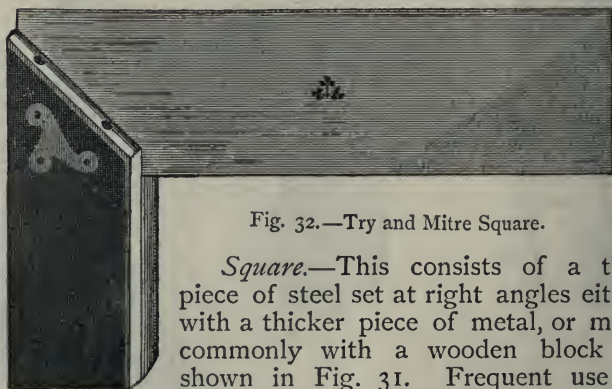 Fig. 32.—Try and Mitre Square.
Square.—This consists of a
piece of steel set at right angles
with a thicker piece of metal, or
commonly with a wooden block
shown in Fig. 31. Frequent use